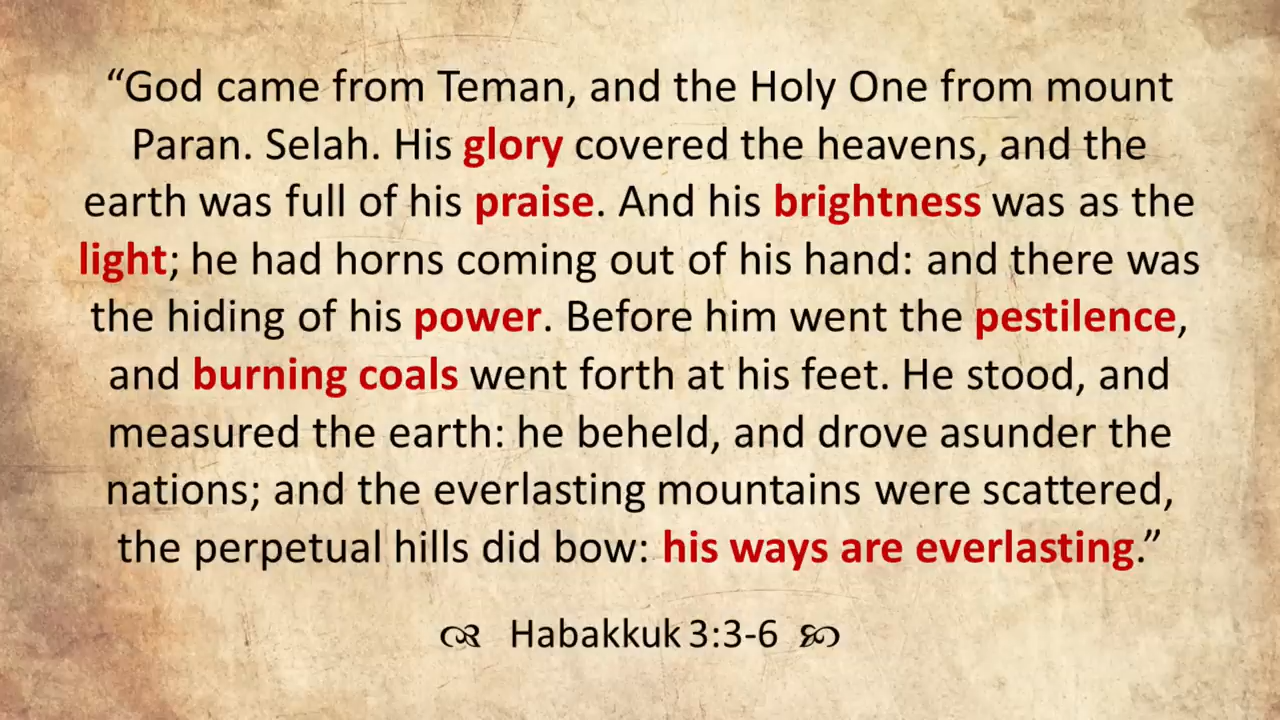 “God came from Teman, and the Holy One from mount
Paran. Selah. His glory covered the heavens, and the
earth was full of his praise. And his brightness was as the
light; he had horns coming out of his hand: and there was
the hiding of his power. Before him went the pestilence,
and burning coals went forth at his feet. He stood, and
measured the earth: he beheld, and drove asunder the
nations; and the everlasting mountains were scattered,
the perpetual hills did bow: his ways are everlasting.”
Habakkuk 3:3-6